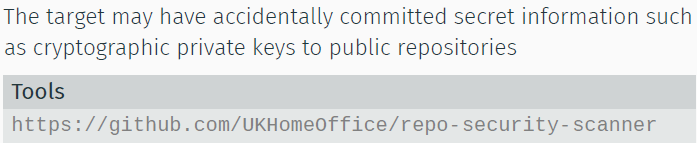 The target may have accidentally committed secret information such
as cryptographic private keys to public repositories
Tools
https://github.com/UKHomeOffice/repo-security-scanner